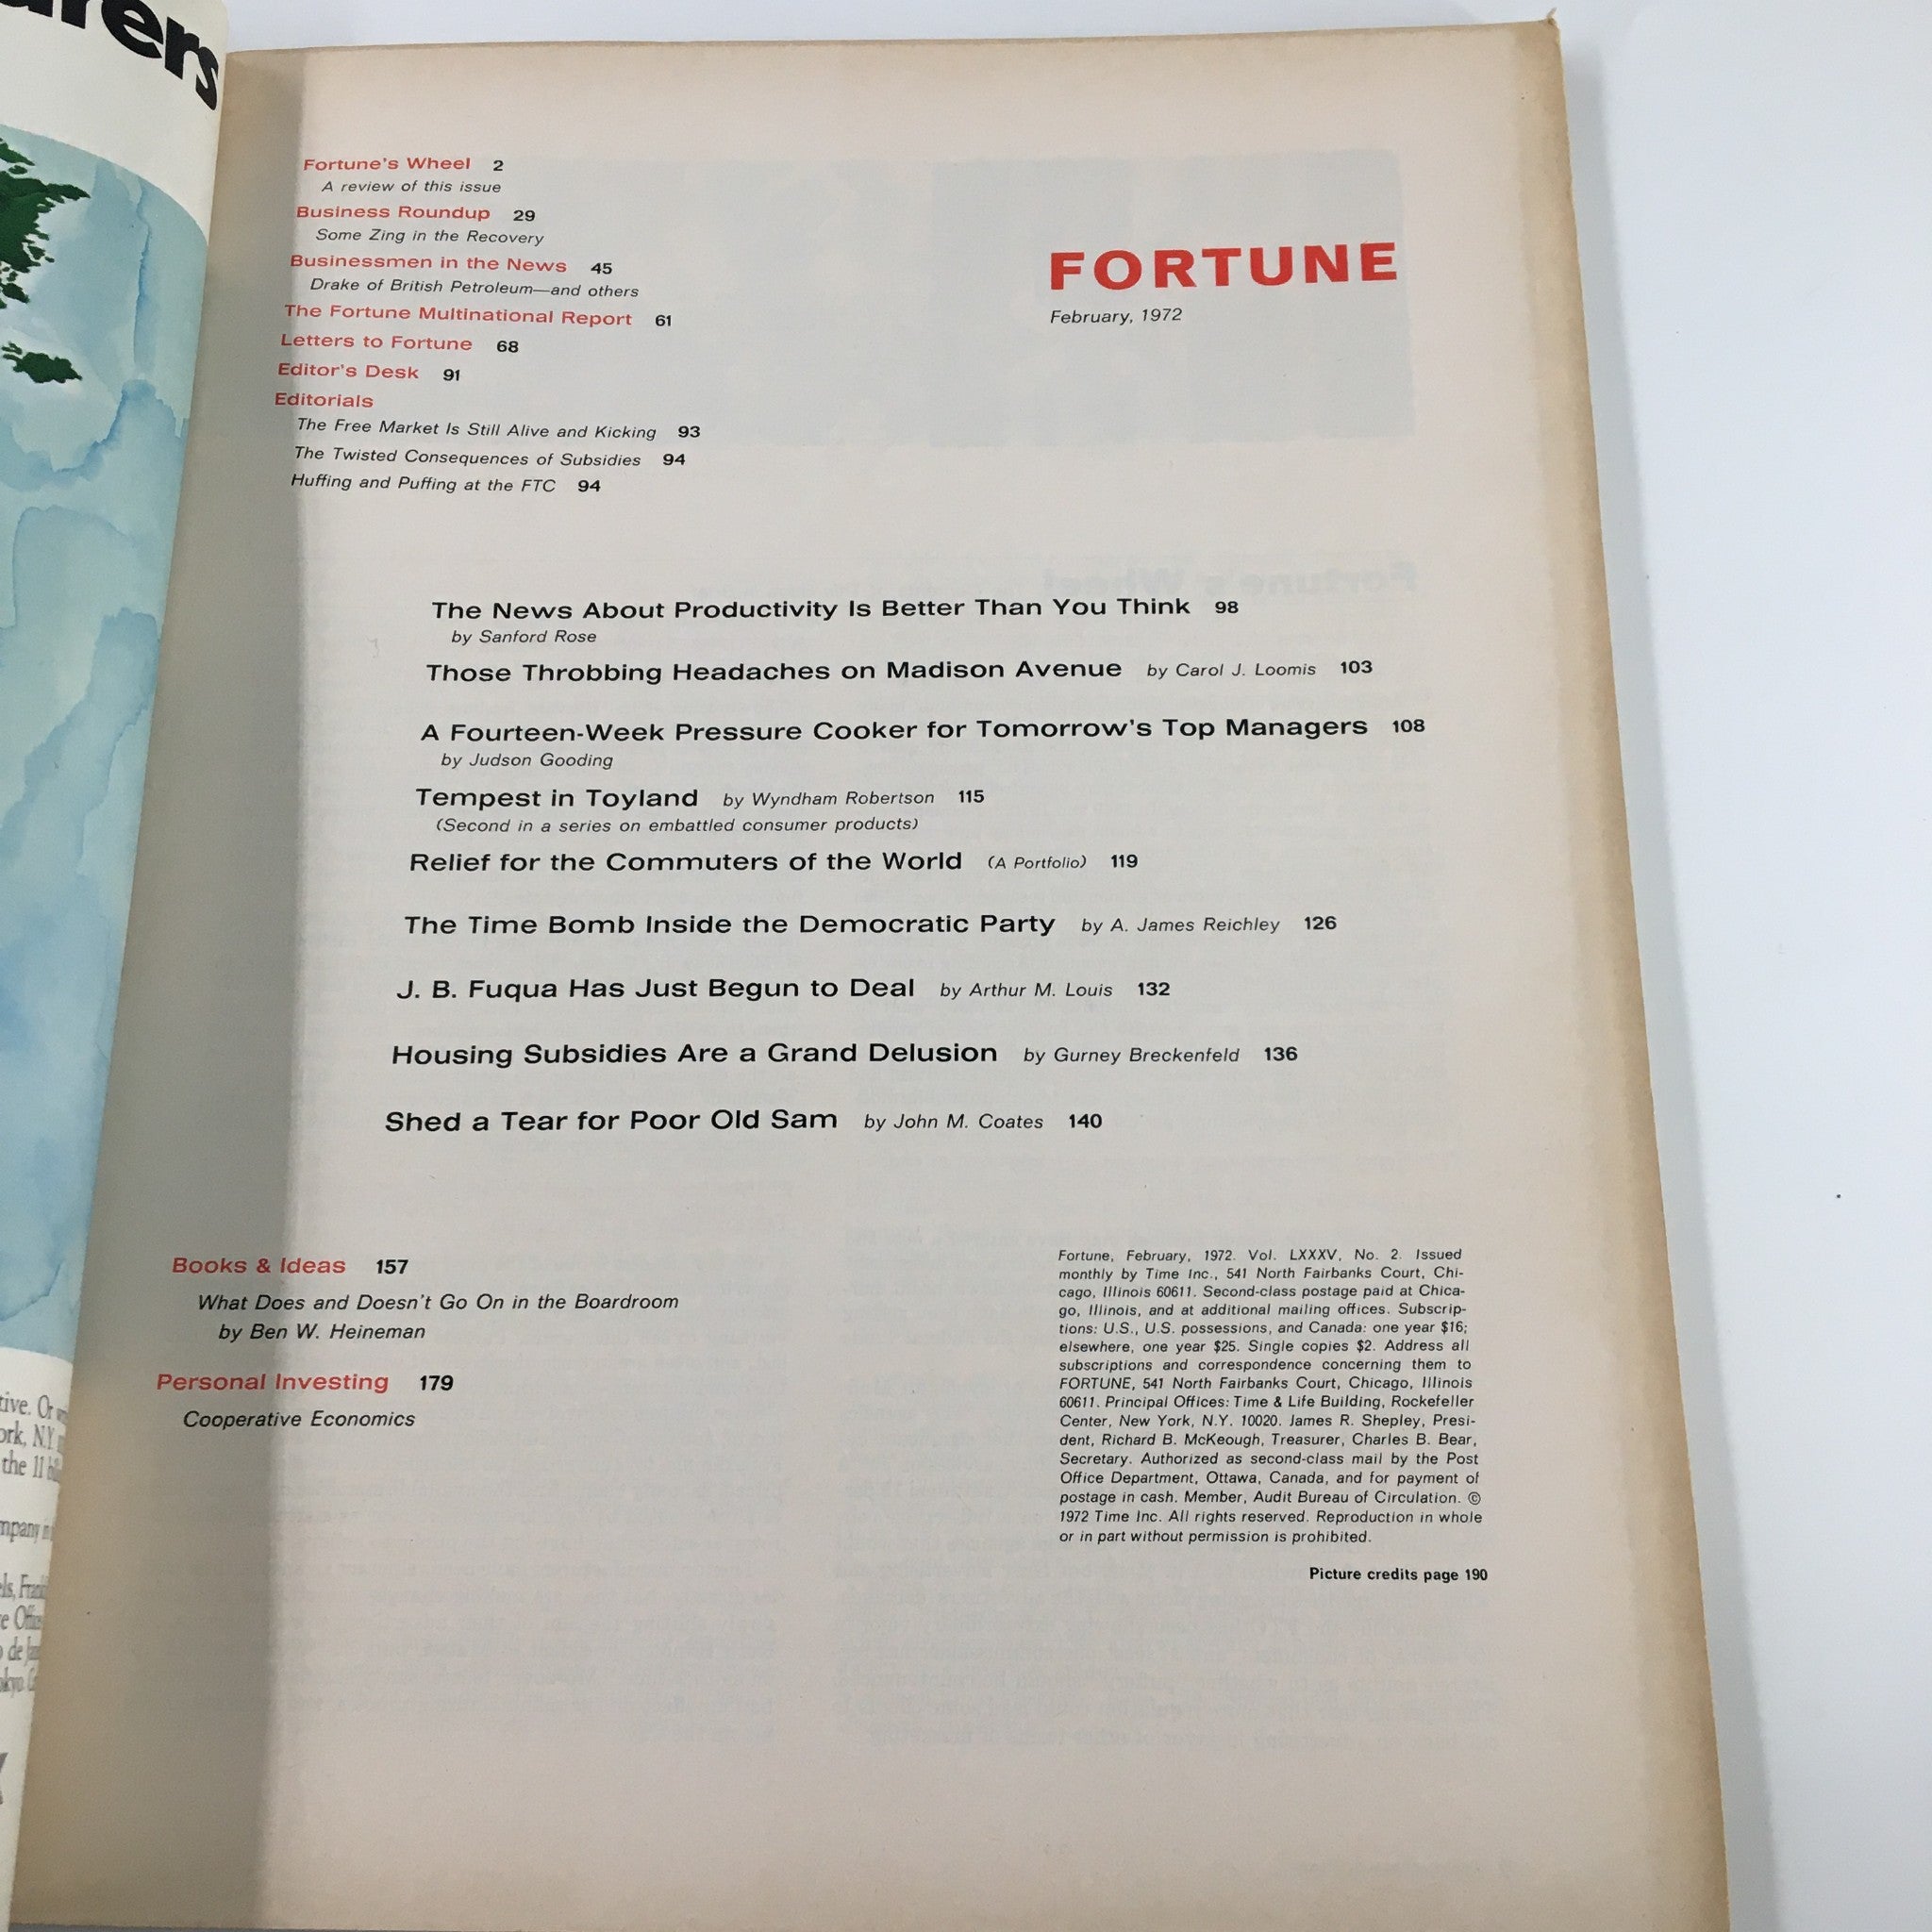 Fortune's Wheel 2
A review of this issue
Business Roundup 29
Some Zing in the Recovery
Businessmen in the News 45
Drake of British Petroleum—and others
The Fortune Multinational Report 61
Letters to Fortune 68
Editor's Desk 91
Editorials
The Free Market Is Still Alive and Kicking 93
The Twisted Consequences of Subsidies 94
Huffing and Puffing at the FTC 94
FORTUNE
February, 1972
The News About Productivity Is Better Than You Think 98
by Sanford Rose
Those Throbbing Headaches on Madison Avenue by Carol J. Loomis 103
A Fourteen-Week Pressure Cooker for Tomorrow's Top Managers 108
by Judson Gooding
Tempest in Toyland by Wyndham Robertson 115
(Second in a series on embattled consumer products)
Relief for the Commuters of the World (A Portfolio) 119
The Time Bomb Inside the Democratic Party by A. James Reichley 126
J. B. Fuqua Has Just Begun to Deal by Arthur M. Louis 132
Housing Subsidies Are a Grand Delusion by Gurney Breckenfeld 136
Shed a Tear for Poor Old Sam by John M. Coates 140
Books & Ideas 157
What Does and Doesn't Go On in the Boardroom
by Ben W. Heineman
Personal Investing 179
Cooperative Economics
Fortune, February, 1972. Vol. LXXXV, No. 2. Issued
monthly by Time Inc., 541 North Fairbanks Court, Chi-
cago, Illinois 60611. Second-class postage paid at Chica-
go, Illinois, and at additional mailing offices. Subscrip-
tions: U.S., U.S. possessions, and Canada: one year $16;
elsewhere, one year $25. Single copies $2. Address all
subscriptions and correspondence concerning them to
FORTUNE, 541 North Fairbanks Court, Chicago, Illinois
60611. Principal Offices: Time & Life Building, Rockefeller
Center, New York, N.Y. 10020. James R. Shepley, Presi-
dent, Richard B. McKeough, Treasurer, Charles B. Bear,
Secretary. Authorized as second-class mail by the Post
Office Department, Ottawa, Canada, and for payment of
postage in cash. Member, Audit Bureau of Circulation. ©
1972 Time Inc. All rights reserved. Reproduction in whole
or in part without permission is prohibited.
Picture credits page 190